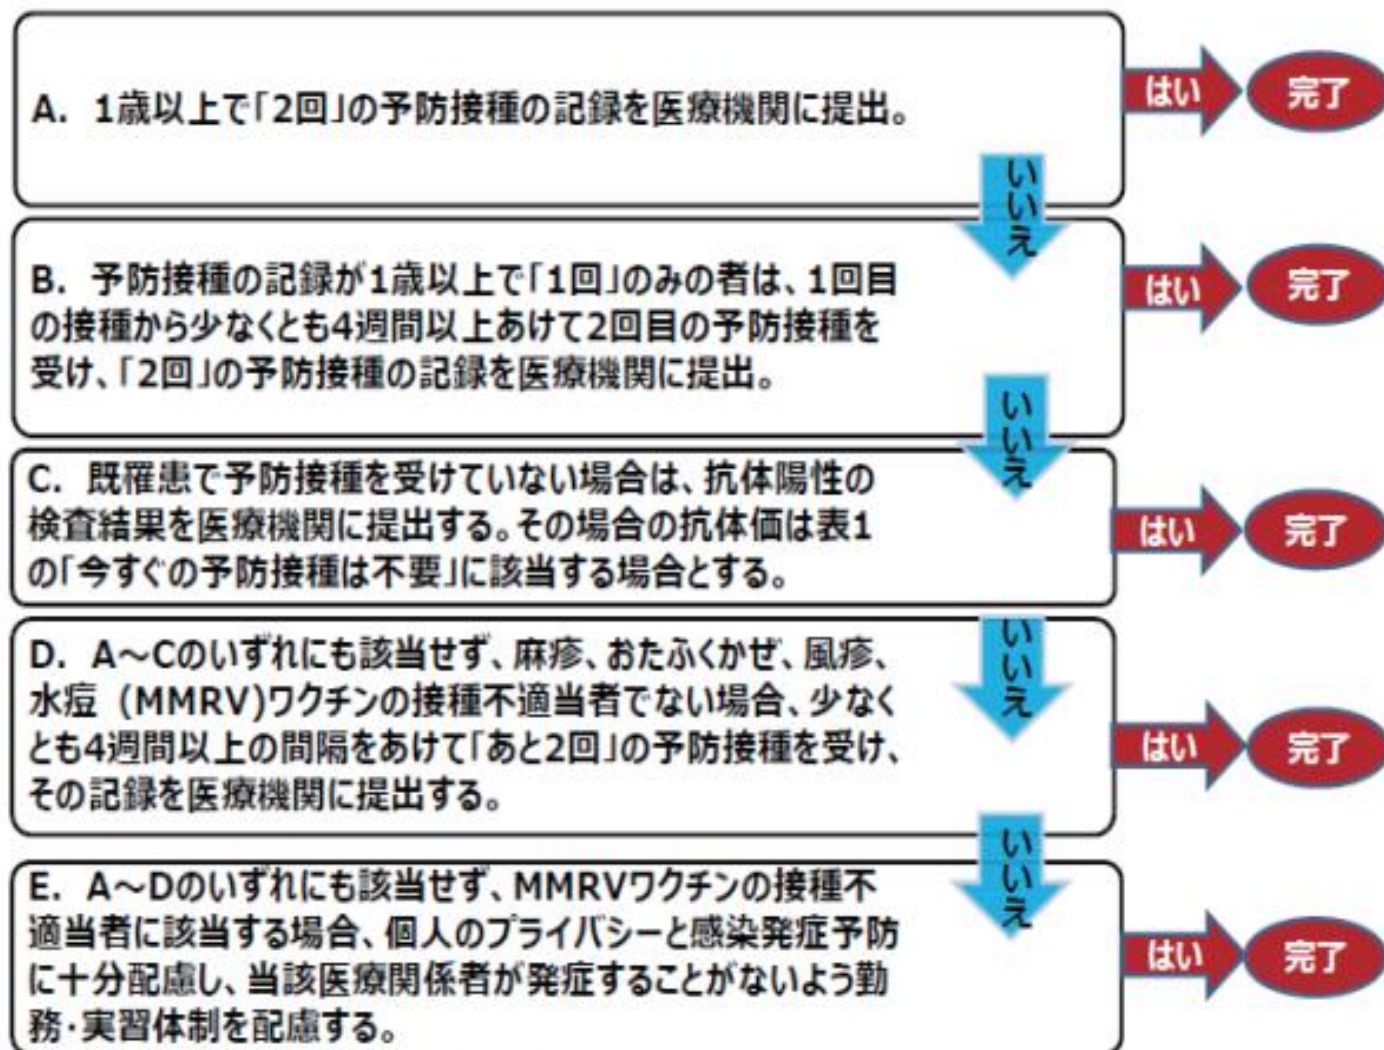 A. 1歳以上で「2回」の予防接種の記録を医療機関に提出。
はい
完了
いいえ
B. 予防接種の記録が1歳以上で「1回」のみの者は、1回目
の接種から少なくとも4週間以上あけて2回目の予防接種を
受け、「2回」の予防接種の記録を医療機関に提出。
はい
完了
いいえ
C. 既罹患で予防接種を受けていない場合は、抗体陽性の
検査結果を医療機関に提出する。その場合の抗体価は表1
の「今すぐの予防接種は不要」に該当する場合とする。
はい
完了
いいえ
D. A～Cのいずれにも該当せず、麻疹、おたふくかぜ、風疹、
水痘 (MMRV)ワクチンの接種不適当者でない場合、少なく
とも4週間以上の間隔をあけて「あと2回」の予防接種を受け、
その記録を医療機関に提出する。
はい
完了
いいえ
E. A～Dのいずれにも該当せず、MMRVワクチンの接種不
適当者に該当する場合、個人のプライバシーと感染発症予防
に十分配慮し、当該医療関係者が発症することがないよう勤
務・実習体制を配慮する。
はい
完了